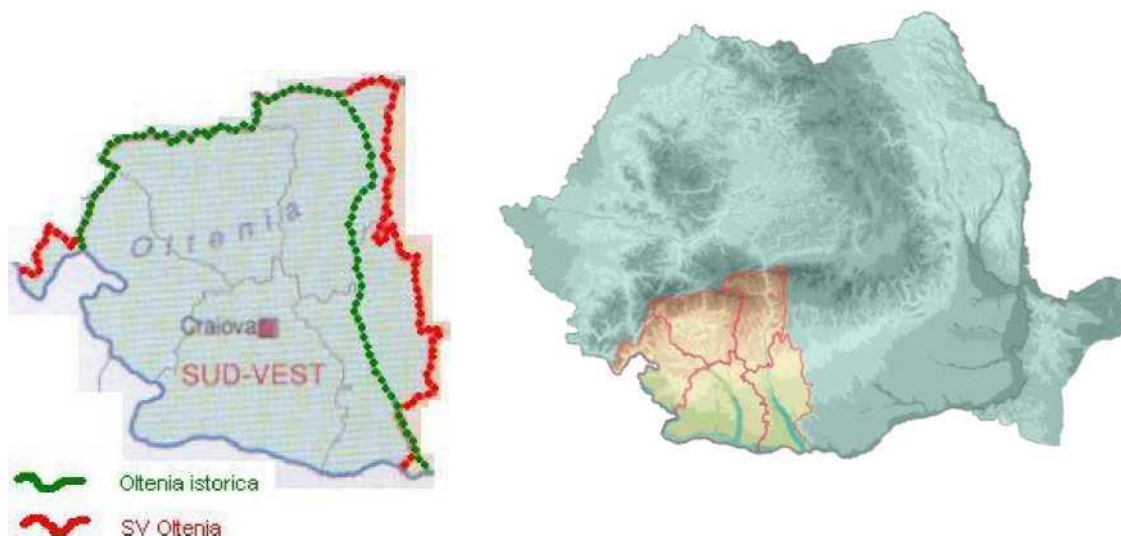 Oltenia
Craiova
SUD-VEST
Oltenia istorica
SV Oltenia